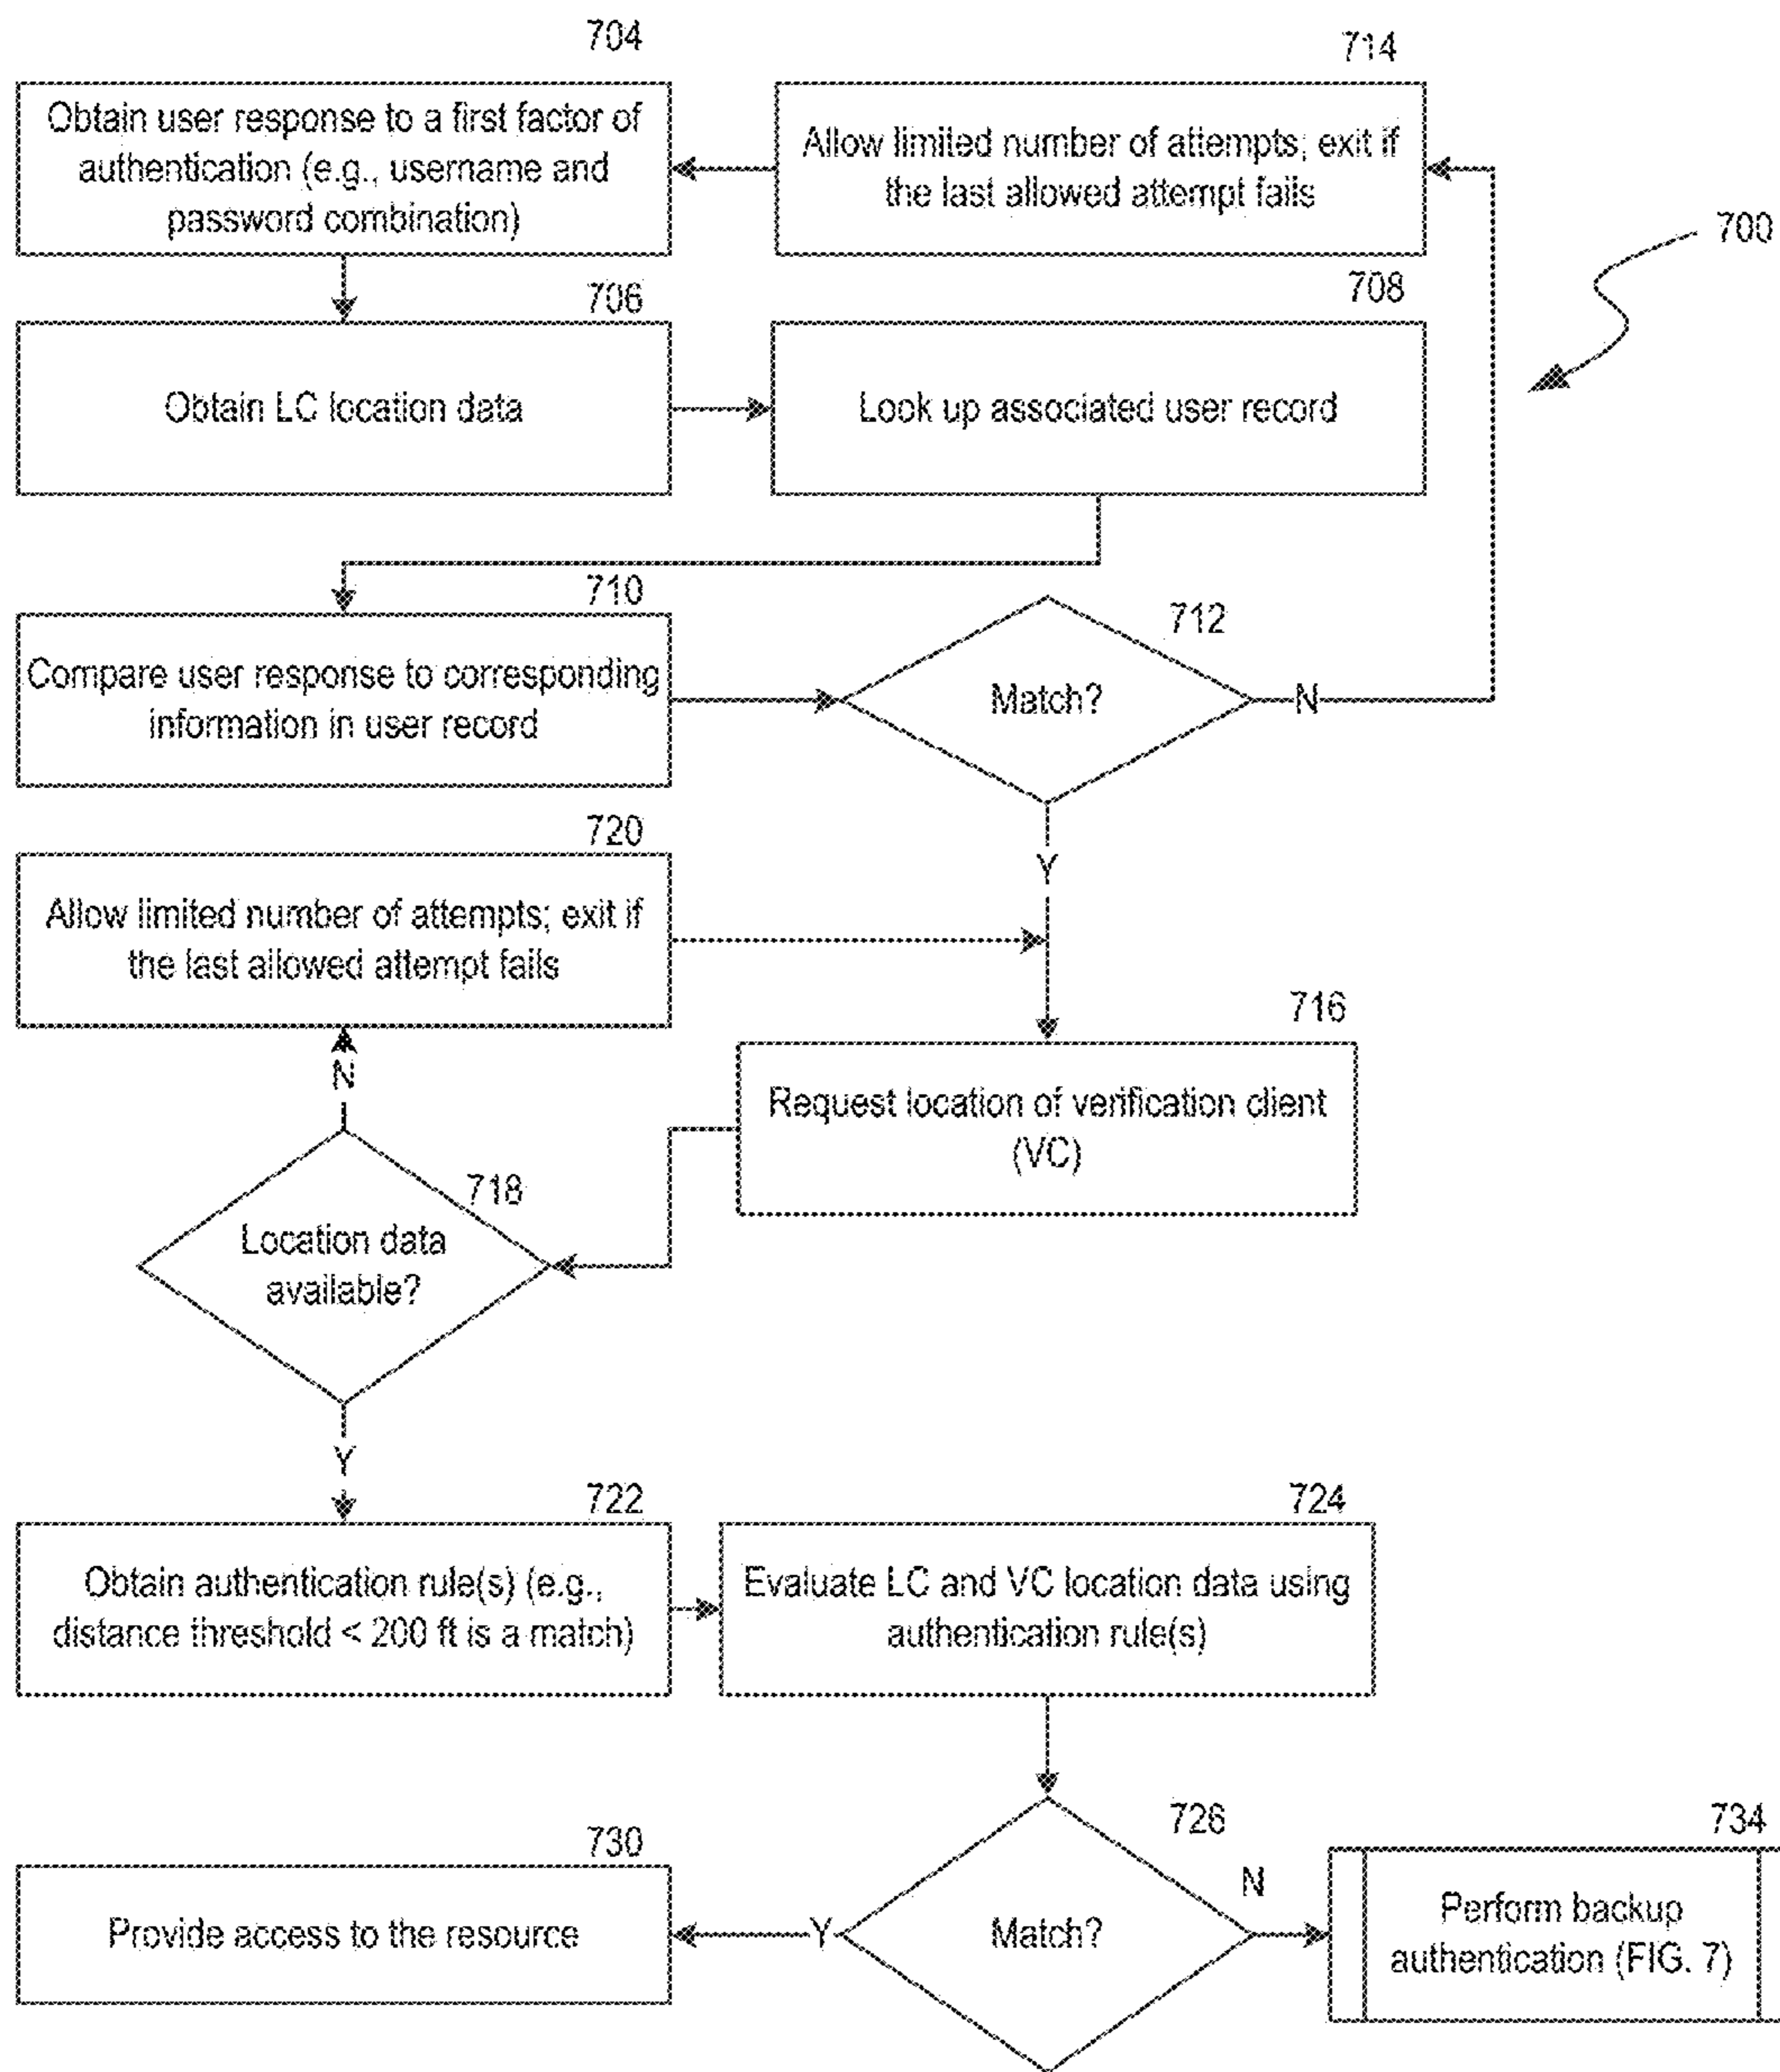 704
714
Obtain user response to a first factor of
authentication (e.g., username and
password combination)
Allow limited number of attempts; exit if
the last allowed attempt fails
700
706
708
Obtain LC location data
Look up associated user record
710
712
Compare user response to corresponding
information in user record
Match?
N
Y
720
Allow limited number of attempts; exit if
the last allowed attempt fails
716
Request location of verification client
(VC)
N
718
Location data
available?
Y
722
724
Obtain authentication rule(s) (e.g.,
distance threshold < 200 ft is a match)
Evaluate LC and VC location data using
authentication rule(s)
726
730
734
Provide access to the resource
Y
Match?
N
Perform backup
authentication (FIG. 7)